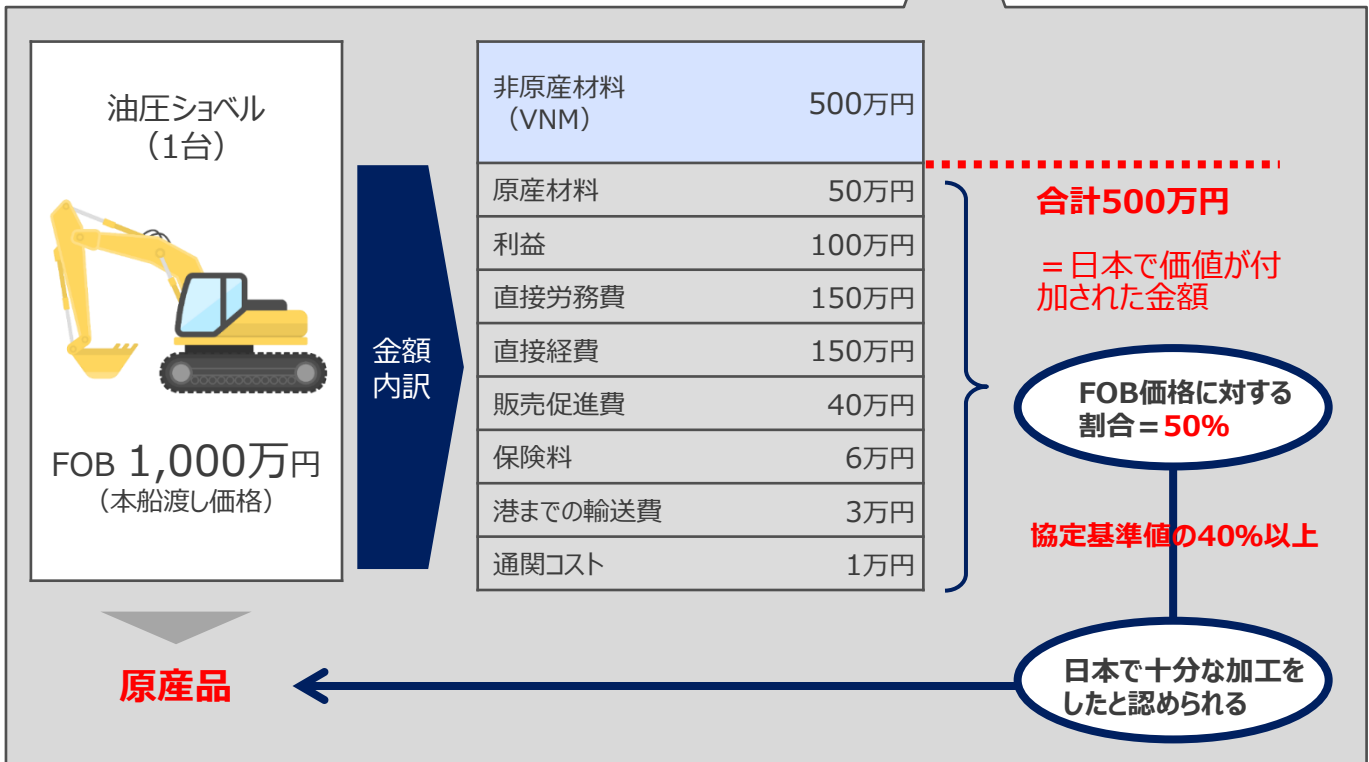 油圧ショベル
（1台）
FOB 1,000万円
（本船渡し価格）
原産品
金額
内訳
非原産材料
（VNM）
500万円
原産材料 50万円
利益 100万円
直接労務費 150万円
直接経費 150万円
販売促進費 40万円
保険料 6万円
港までの輸送費 3万円
通関コスト 1万円
合計500万円
＝日本で価値が付
加された金額
FOB価格に対する
割合＝50%
協定基準値の40%以上
日本で十分な加工を
したと認められる